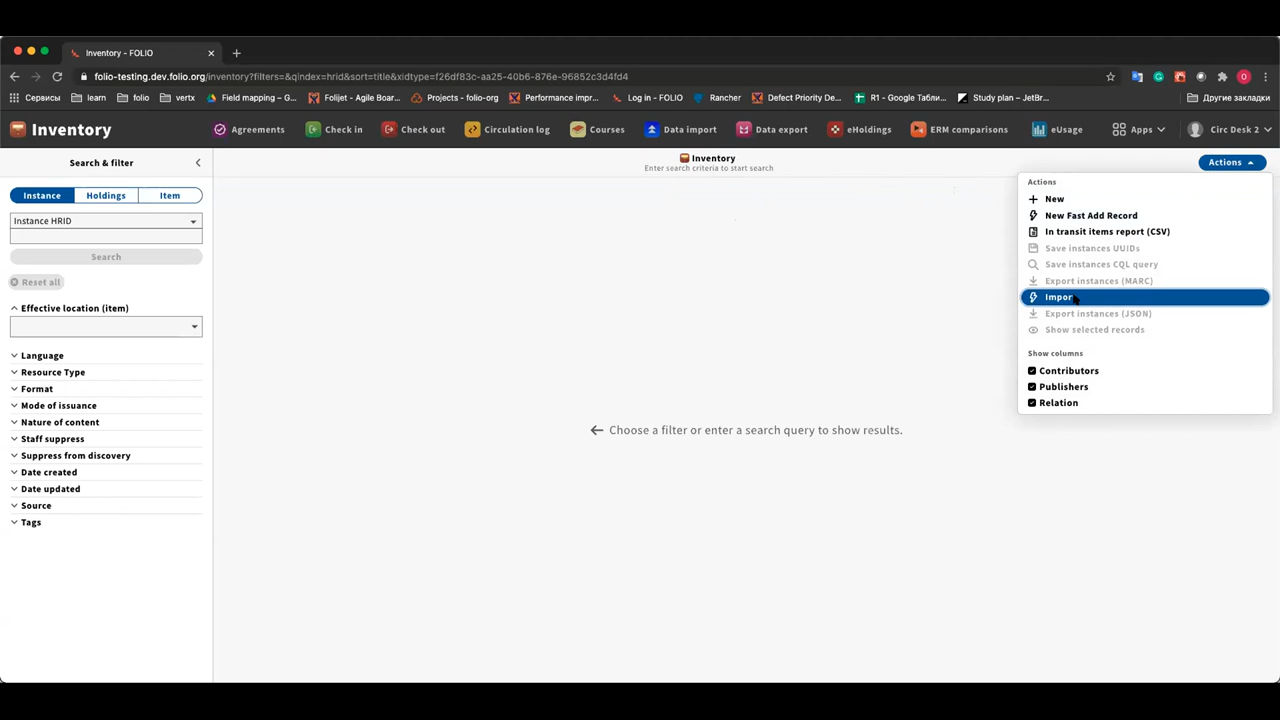 Inventory - FOLIO
folio-testing.dev.folio.org/inventory?filters=&qindex=hrid&sort=title&xidtype=f26df83c-aa25-40b6-876e-96852c3d4fd4
Сервисы learn folio vertx Field mapping – G... Folijet - Agile Boar... Projects - folio-org Performance impr... Log in - FOLIO Rancher Defect Priority De... R1 - Google Табли... Study plan – JetBr... Другие закладки
Inventory Agreements Check in Check out Circulation log Courses Data import Data export eHoldings ERM comparisons eUsage Apps Circ Desk 2
Search & filter
Inventory
Enter search criteria to start search
Actions
Instance Holdings Item
Instance HRID
Search
Reset all
Effective location (item)
Language
Resource Type
Format
Mode of issuance
Nature of content
Staff suppress
Suppress from discovery
Date created
Date updated
Source
Tags
Choose a filter or enter a search query to show results.
Actions
New
New Fast Add Record
In transit items report (CSV)
Save instances UUIDs
Save instances CQL query
Export instances (MARC)
Impor
Export instances (JSON)
Show selected records
Show columns
Contributors
Publishers
Relation